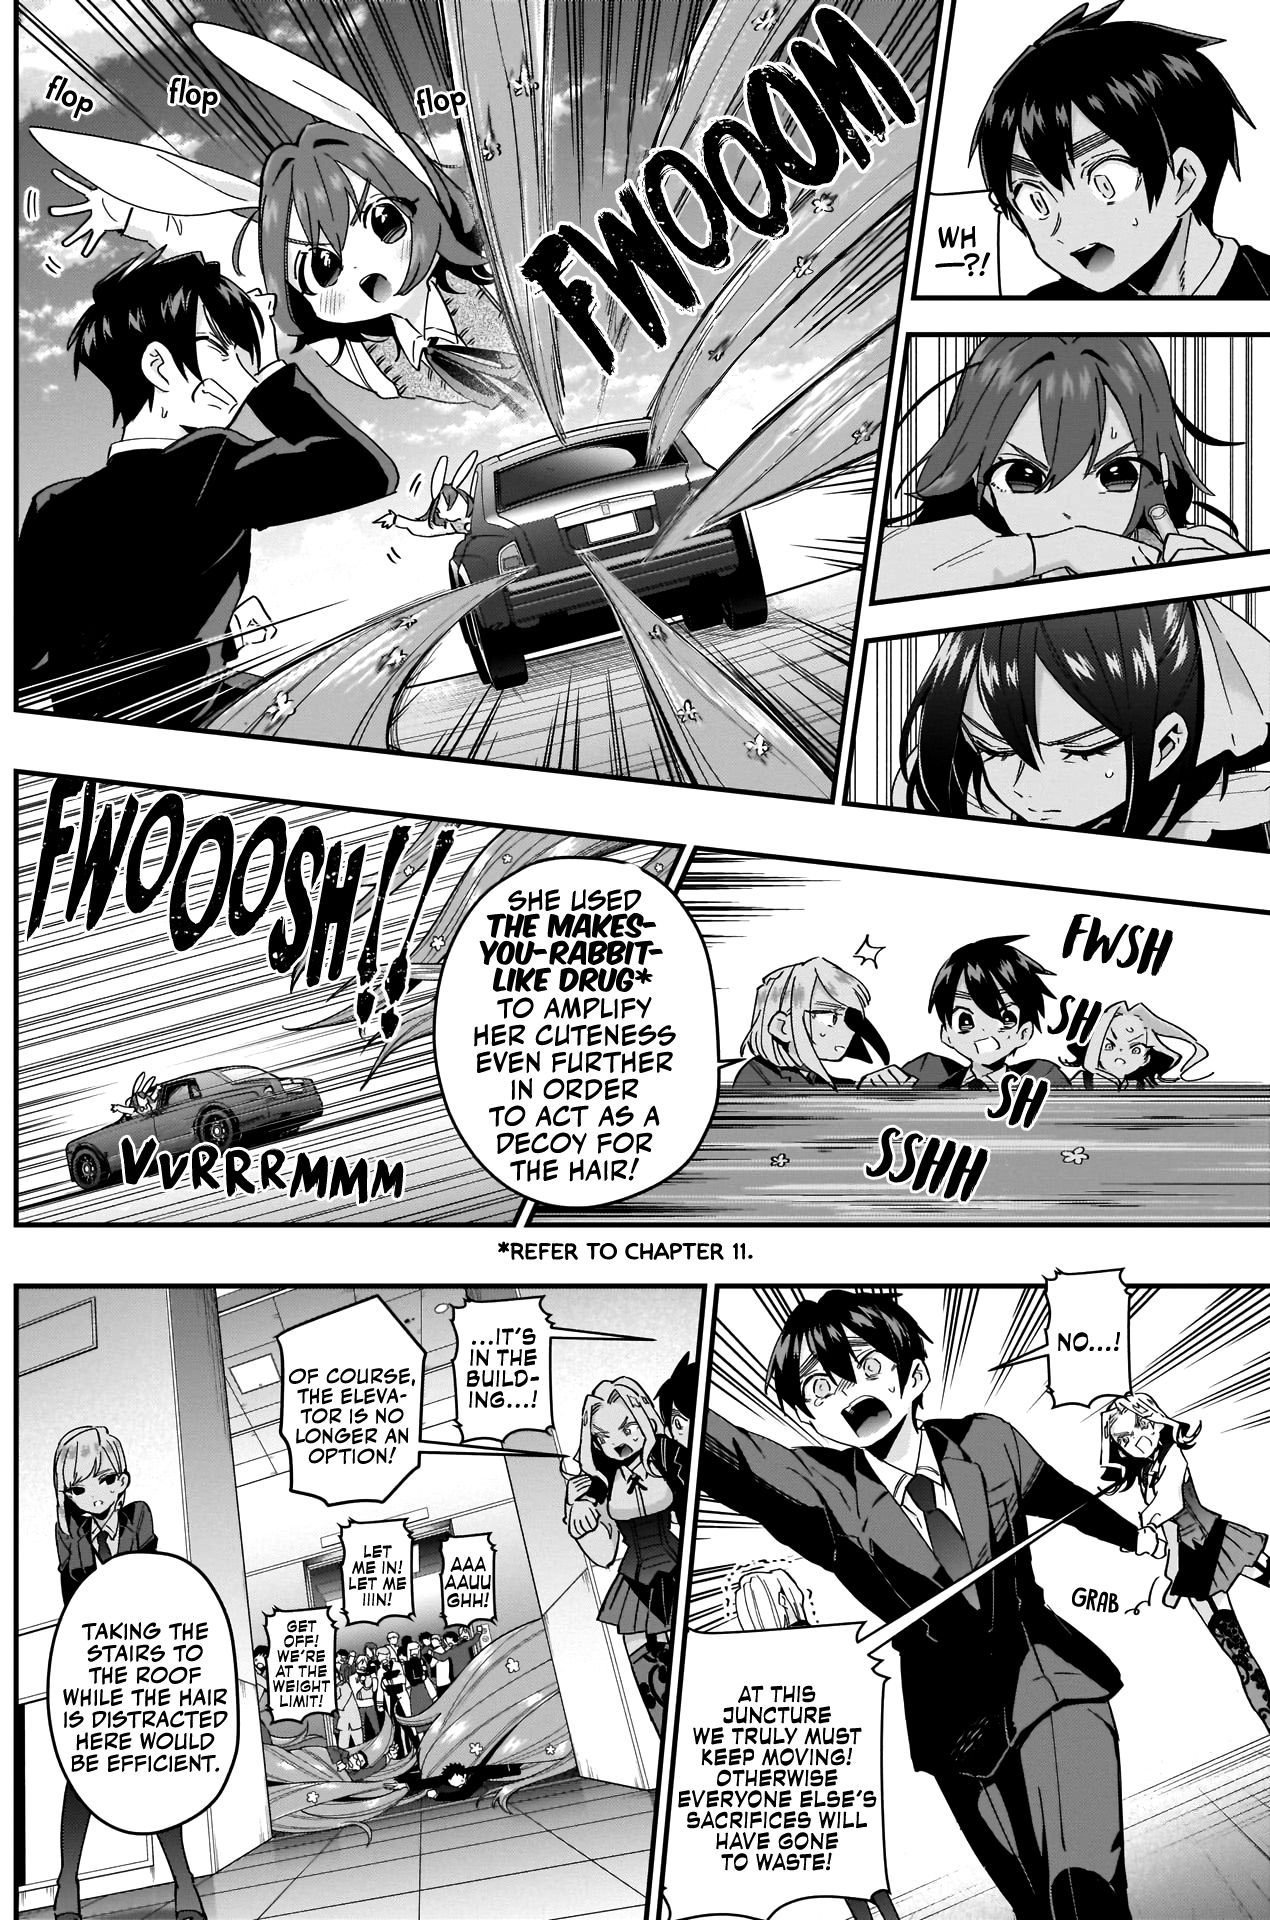 WH
—?!
FWOOOM
flop
flop
flop
FWSH
SH
SH
SSHH
SHE USED
THE MAKES-
YOU-RABBIT-
LIKE DRUG*
TO AMPLIFY
HER CUTENESS
EVEN FURTHER
IN ORDER
TO ACT AS A
DECOY FOR
THE HAIR!
FWOOOSH!!
VVRRRMMM
*REFER TO CHAPTER 11.
NO...!
GRAB
AT THIS
JUNCTURE
WE TRULY MUST
KEEP MOVING!
OTHERWISE
EVERYONE ELSE'S
SACRIFICES WILL
HAVE GONE
TO WASTE!
...IT'S
IN THE
BUILD-
ING...!
OF COURSE,
THE ELEVA-
TOR IS NO
LONGER AN
OPTION!
AAA
AAUU
GHH!
LET
ME IN!
LET ME
IIIN!
GET
OFF!
WE'RE
AT THE
WEIGHT
LIMIT!
TAKING THE
STAIRS TO
THE ROOF
WHILE THE HAIR
IS DISTRACTED
HERE WOULD
BE EFFICIENT.